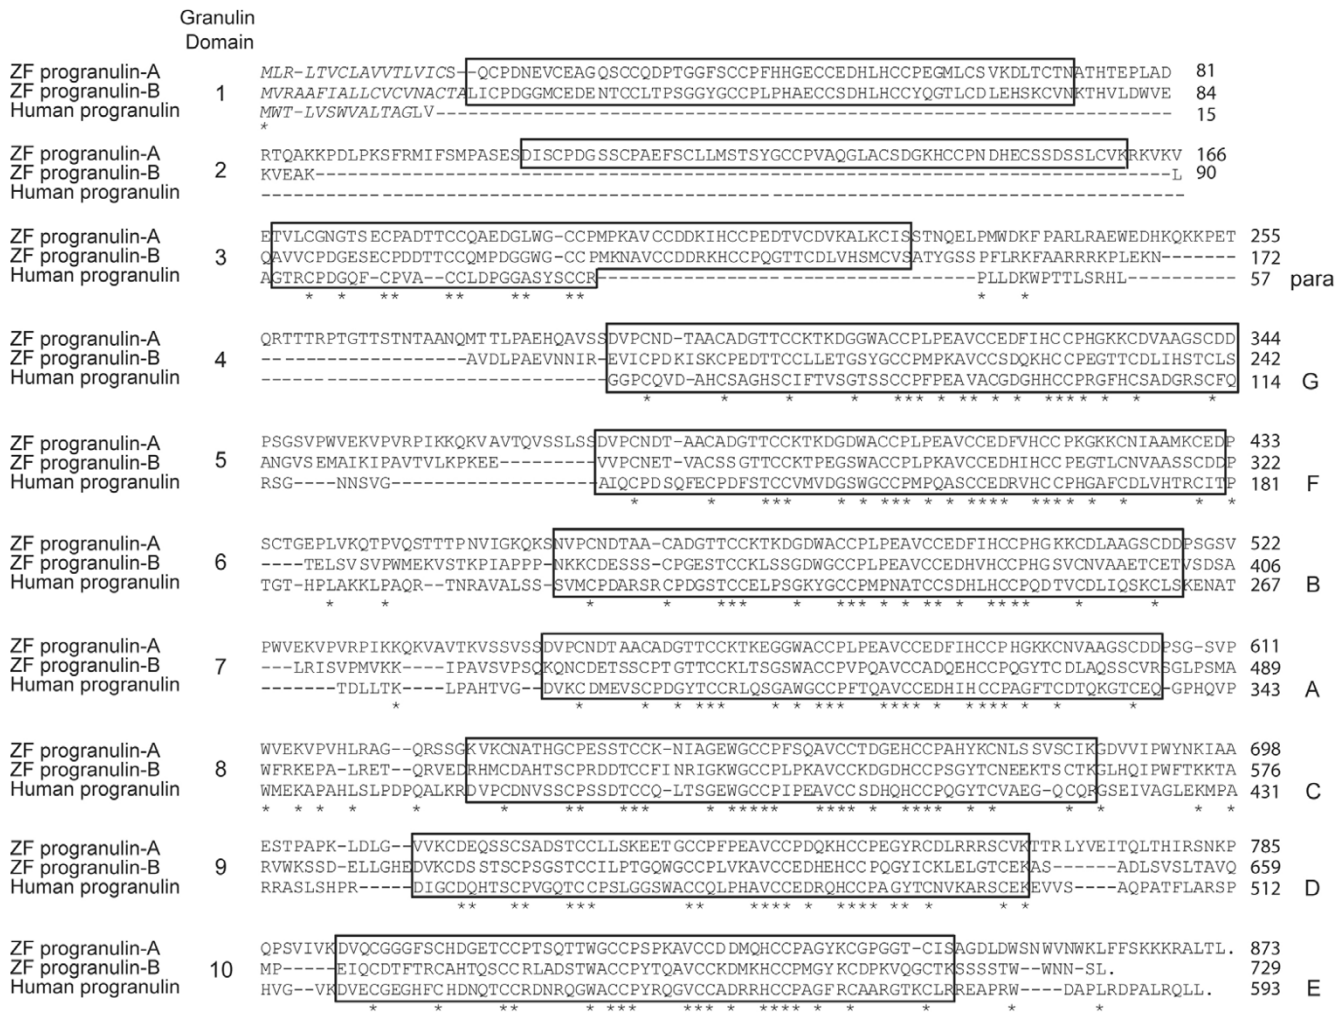 Granulin
Domain
ZF progranulin-A MLR-LTVCLAVVTLVICS--QCPDNEVCEAGQSCCQDPTGGFSCCPFHHGECCEDHLHCCPEGMLCSVKDLTCTNATHTEPLAD 81
ZF progranulin-B 1 MVRAAFIALLCVCVNACTALICPDGGMCEDENTCCLTPSGGYGCCPLPHAECCSDHLHCCYQGTLCDLEHSKCVNKTHVLDWVE 84
Human progranulin MWT-LVSWVALTAGLV-------------------------------------------------------------------- 15
*
ZF progranulin-A RTQAKKPDLPKSFRMIFSMPASESDISCPDGSSCPAEFSCLLMSTSYGCCPVAQGLACSDGKHCCPNDHECSSDSSLCVKRKVKV 166
ZF progranulin-B 2 KVEAK-------------------------------------------------------------------------------L 90
Human progranulin -------------------------------------------------------------------------------------
ZF progranulin-A ETVLCGNGTSECPADTTCCQAEDGLWG-CCPMPKAVCCDDKIHCCPEDTVCDVKALKCISSTNQELPMWDKFPARLRAEWEDHKQKKPET 255
ZF progranulin-B 3 QAVVCPDGESECPDDTTCCQMPDGGWG-CCPMKNAVCCDDRKHCCPQGTTCDLVHSMCVSATYGSSPFLRKFAARRRKPLEKN------- 172
Human progranulin AGTRCPDGQF-CPVA-CCLDPGGASYSCCR PLLDKWPTTLSRHL------- 57 para
* * ** ** ** ** * *
ZF progranulin-A QRTTTRPTGTTSTNTAANQMTTTLPAEHQAVSSDVPCND-TAACADGTTCCKTKDGGWACCPLPEAVCCEDFIHCCPHGKKCDVAAGSCDD 344
ZF progranulin-B 4 -------------------AVDLPAEVNNIR-EVICPDKISKCPEDTTCCLLETGSYGCCPMPKAVCCSDQKHCCPEGTTCDLIHSTCLS 242
Human progranulin --------------------------------GGPCQVD-AHCSAGHSCIFTVSGTSSCCPFPEAVACGDGHHCCPRGFHCSADGRSCFQ 114 G
* * * * *** * ** * * **** * * *
ZF progranulin-A PSGSVPWVEKVPVRPIKKQKVAVTQVSSLSSDVPCNDT-AACADGTTCCKTKDGDWACCPLPEAVCCEDFVHCCPKGKKCNIAAMKCEDP 433
ZF progranulin-B 5 ANGVSEMAIKIPAVTVLKPKEE---------VVPCNET-VACSSGTTCCKTPEGSWACCPLPKAVCCEDHIHCCPEGTLCNVAASSCDDP 322
Human progranulin RSG---NNSVG-----------------AIQCPDSQFECPDFSTCCVMVDGSWGCCPMPQASCCEDRVHCCPHGAFCDLVHTRCITP 181 F
* * *** * * *** * **** **** * * * *
ZF progranulin-A SCTGEPLVKQTPVQSTTTPNVIGKQKSNVPCNDTAA-CADGTTCCKTKDGDWACCPLPEAVCCEDFIHCCPHGKKCDLAAGSCDDPSGSV 522
ZF progranulin-B 6 ----TELSVSVPWMEKVSTKPIAPPP-NKKCDESSS-CPGESTCCKLSSGDWGCCPLPEAVCCEDHVHCCPHGSVCNVAAETCETVSDSA 406
Human progranulin TGT-HPLAKKLPAQR--TNRAVALSS-SVMCPDARSRCPDGSTCCELPSGKYGCCPMPNATCCSDHLHCCPQDTVCDLIQSKCLSKENAT 267 B
* * * * *** * *** * * ** * **** * *
ZF progranulin-A PWVEKVPVRPIKKQKVAVTKVSSVSSDVPCNDTAACADGTTCCKTKEGGWACCPLPEAVCCEDFIHCCPHGKKCNVAAGSCDDPSG-SVP 611
ZF progranulin-B 7 ---LRISVPMVKK----IPAVSVPSQKQNCDETSSCPTGTTCCKLTSGSWACCPVPQAVCCADQEHCCPQGYTCDLAQSSCVRSGLPSMA 489
Human progranulin -------TDLLTK----LPAHTVG--DVKCDMEVSCPDGYTCCRLQSGAWGCCPFTQAVCCEDHIHCCPAGFTCDTQKGTCEQ-GPHQVP 343 A
* * * * *** * * *** **** * **** * * *
ZF progranulin-A WVEKVPVHLRAG--QRSSGKVKCNATHGCPESSTCCK-NIAGEWGCCPFSQAVCCTDGEHCCPAHYKCNLSSVSCIKGDVVIPWYNKIAA 698
ZF progranulin-B 8 WFRKEPA-LRET--QRVEDRHMCDAHTSCPRDDTCCFINRIGKWGCCPLPKAVCCKDGDHCCPSGYTCNEEKTSCTKGLHQIPWFTKKTA 576
Human progranulin WMEKAPAHLSLPDPQALKRDVPCDNVSSCPSSDTCCQ-LTSGEWGCCPIPEAVCCSDHQHCCPQGYTCVAEG-QCQRGSEIVAGLEKMPA 431 C
* * * * * * ** *** * ***** **** * **** * * * * * *
ZF progranulin-A ESTPAPK-LDLG--VVKCDEQSSCSADSTCCLLSKEETGCCPFPEAVCCPDQKHCCPEGYRCDLRRRSCVKTTRLYVEITQLTHIRSNKP 785
ZF progranulin-B 9 RVWKSSD-ELLGHEDVKCDSSTSCPSGSTCCILPTGQWGCCPLVKAVCCEDHEHCCPQGYICKLGTCEKAS------ADLSVSLTAVQ 659
Human progranulin RRASLSHPR-----DIGCDQHTSCPVGQTCCPSLGGSWACCQLPHAVCCEDRQHCCPAGYTCNVKARSCEKEVVS----AQPATFLARSP 512 D
** ** *** ** **** **** ** * * *
ZF progranulin-A QPSVIVKDVQCGGGFSCHDGETCCPTSQTTWGCCPSPKAVCCDDMQHCCPAGYKCGPGGT-CISAGDLDWSNWVNWKLFFSKKKRALTL. 873
ZF progranulin-B 10 MP-----EIQCDTFTRCAHTQSCCRLADSTWACCPYTQAVCCKDMKHCCPMGYKCDPKVQGCTKSSSSTW--WNN-SL. 729
Human progranulin HVG--VKDVECGEGHFCHDNQTCCRDNRQGWACCPYRQGVCCADRRHCCPAGFRCAARGTKCLRREAPRW----DAPLRDPALRQLL. 593 E
* * ** * *** *** * **** * * * *